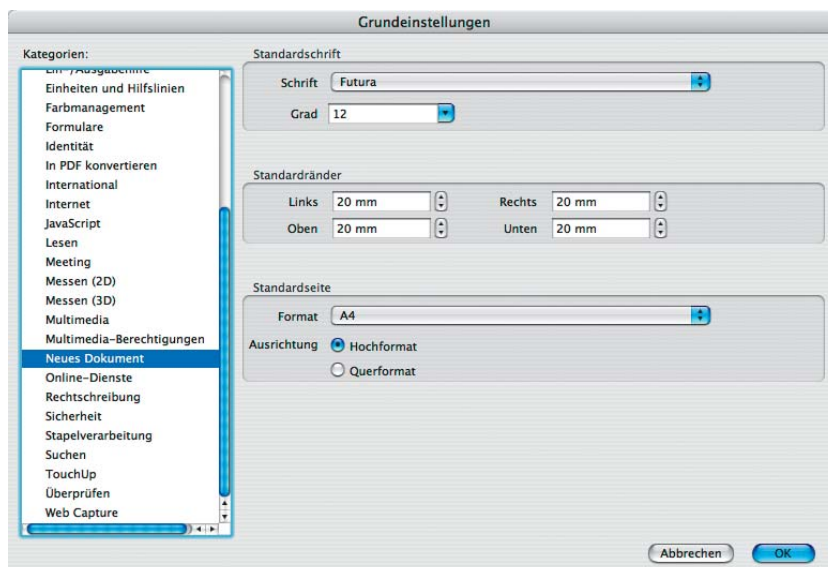 Grundeinstellungen
Kategorien:
Ein-/Ausgabehilfe
Einheiten und Hilfslinien
Farbmanagement
Formulare
Identität
In PDF konvertieren
International
Internet
JavaScript
Lesen
Meeting
Messen (2D)
Messen (3D)
Multimedia
Multimedia-Berechtigungen
Neues Dokument
Online-Dienste
Rechtschreibung
Sicherheit
Stapelverarbeitung
Suchen
TouchUp
Überprüfen
Web Capture
Standardschrift
Schrift Futura
Grad 12
Standardränder
Links 20 mm Rechts 20 mm
Oben 20 mm Unten 20 mm
Standardseite
Format A4
Ausrichtung Hochformat
Querformat
Abbrechen OK